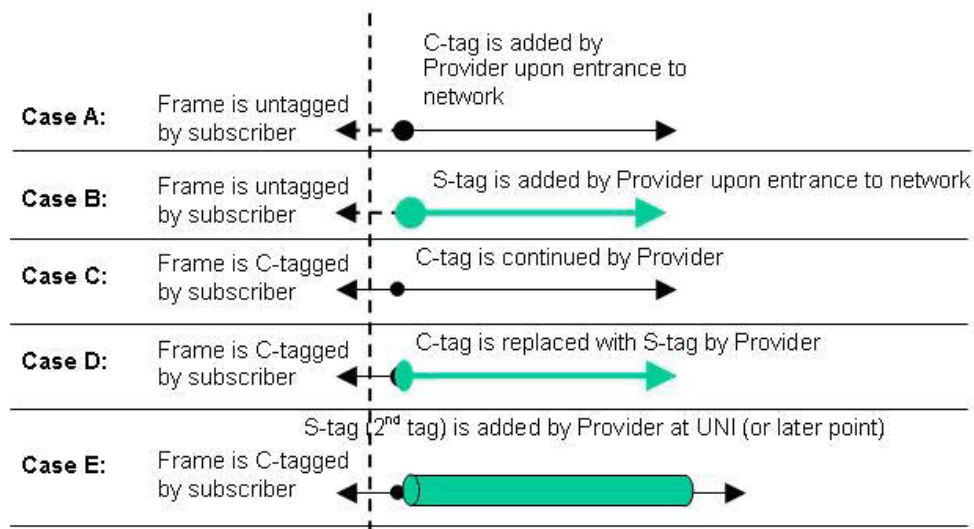 C-tag is added by
Provider upon entrance to
network
Case A:
Frame is untagged
by subscriber
S-tag is added by Provider upon entrance to network
Case B:
Frame is untagged
by subscriber
C-tag is continued by Provider
Case C:
Frame is C-tagged
by subscriber
C-tag is replaced with S-tag by Provider
Case D:
Frame is C-tagged
by subscriber
S-tag (2nd tag) is added by Provider at UNI (or later point)
Case E:
Frame is C-tagged
by subscriber